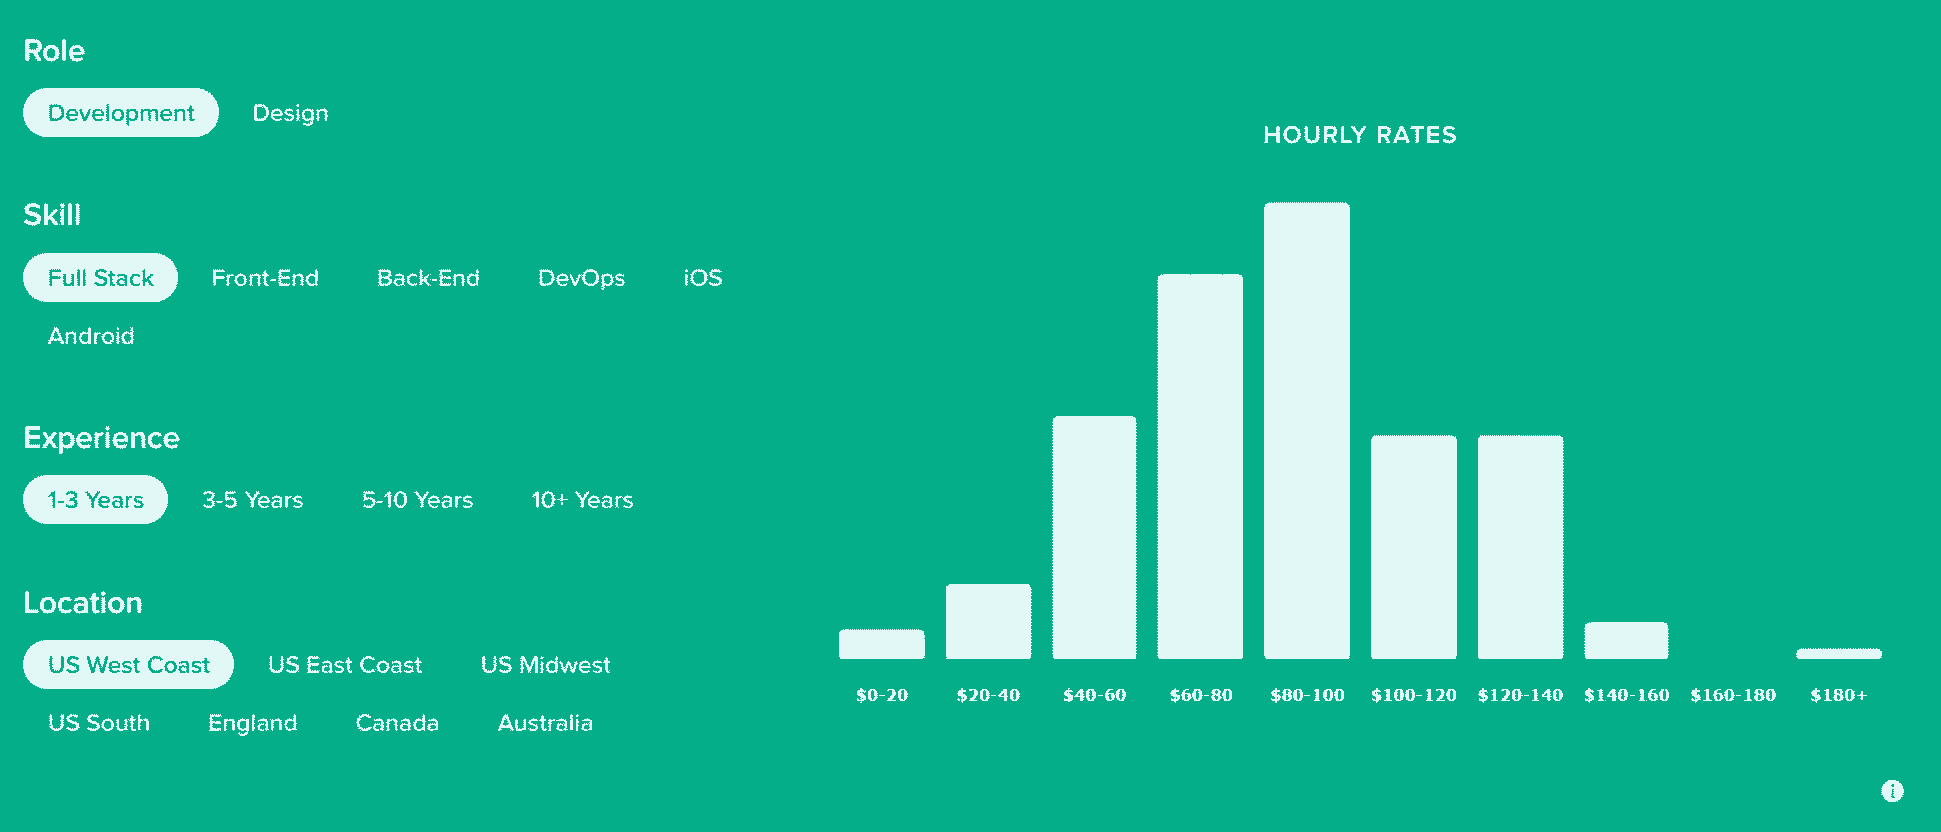 Role
Development Design
Skill
Full Stack Front-End Back-End DevOps iOS
Android
Experience
1-3 Years 3-5 Years 5-10 Years 10+ Years
Location
US West Coast US East Coast US Midwest
US South England Canada Australia
HOURLY RATES
$0-20 $20-40 $40-60 $60-80 $80-100 $100-120 $120-140 $140-160 $160-180 $180+
i